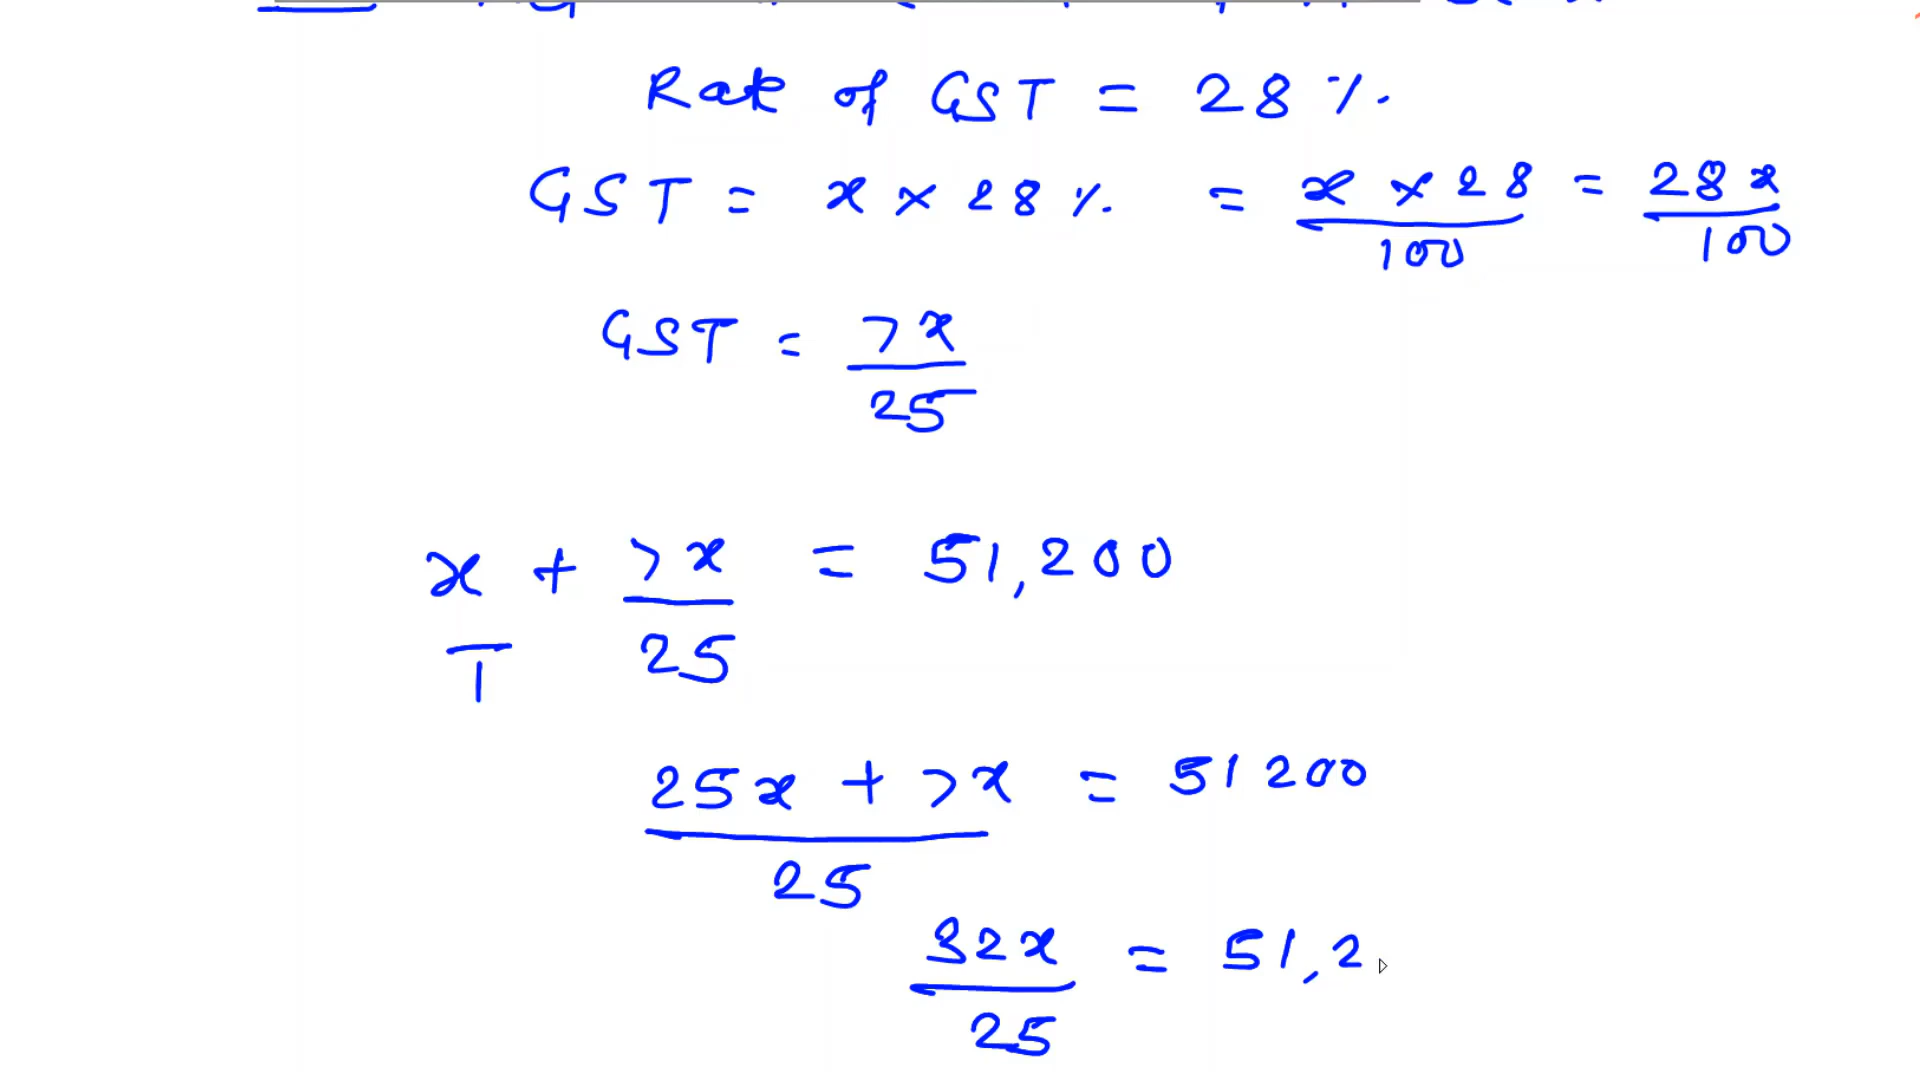 Rate of GST = 28 %.
GST = x × 28 %. = x × 28 / 100 = 28x / 100
GST = 7x / 25
x / 1 + 7x / 25 = 51,200
25x + 7x / 25 = 51200
32x / 25 = 51,2